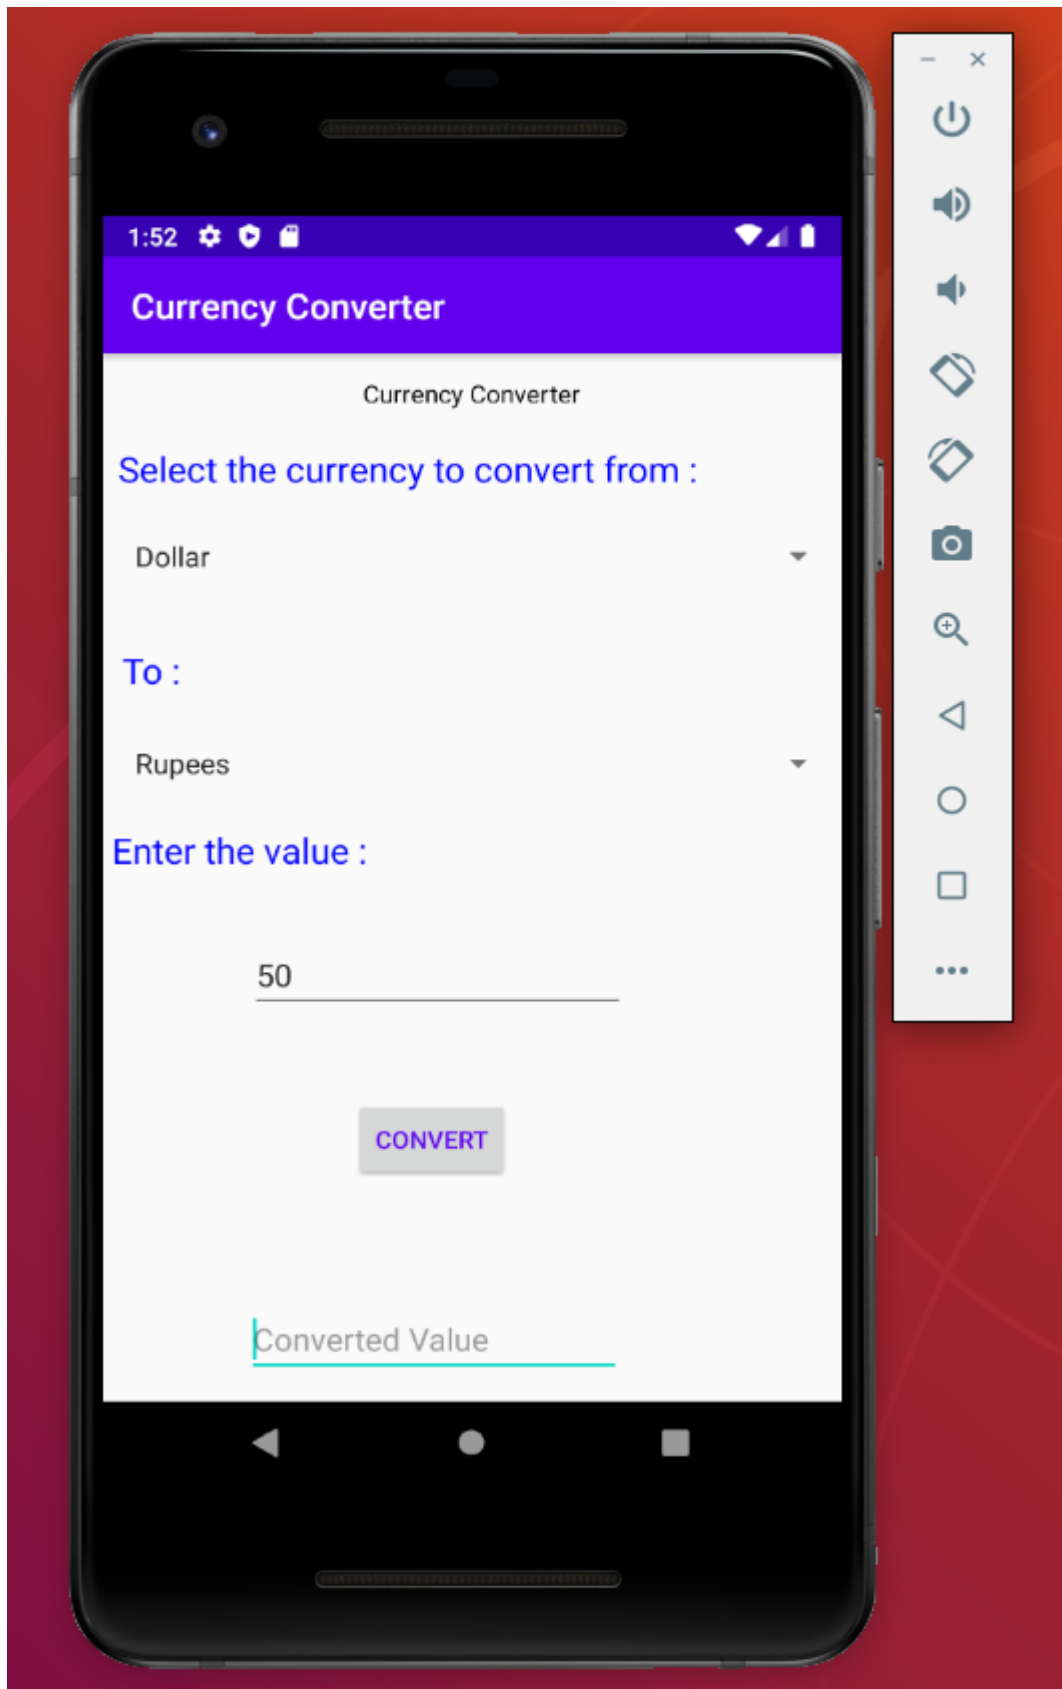 1:52
Currency Converter
Currency Converter
Select the currency to convert from :
Dollar
To :
Rupees
Enter the value :
50
CONVERT
Converted Value